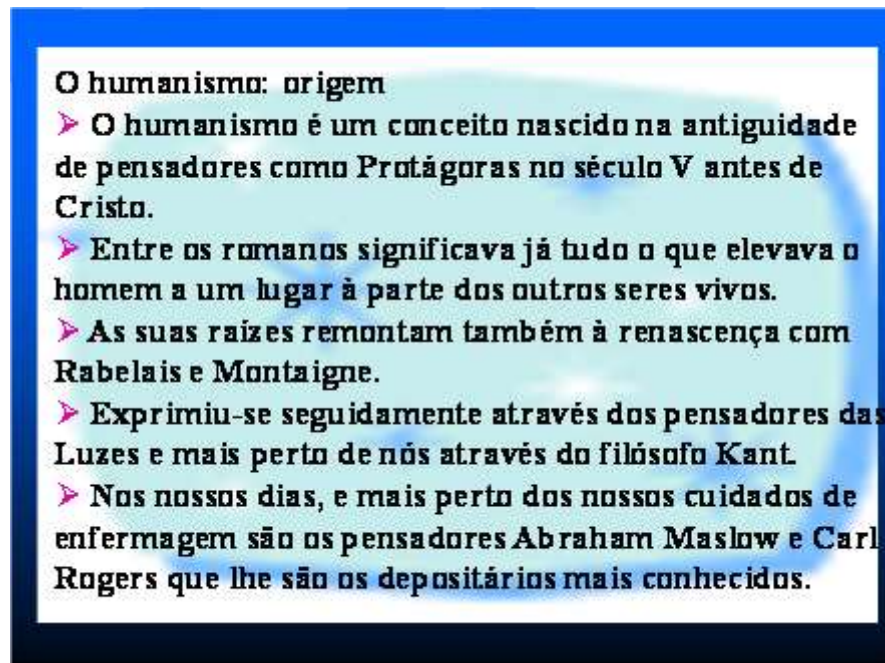 O humanismo: origem
➢ O humanismo é um conceito nascido na antiguidade
de pensadores como Protágoras no século V antes de
Cristo.
➢ Entre os romanos significava já tudo o que elevava o
homem a um lugar à parte dos outros seres vivos.
➢ As suas raízes remontam também à renascença com
Rabelais e Montaigne.
➢ Exprimiu-se seguidamente através dos pensadores das
Luzes e mais perto de nós através do filósofo Kant.
➢ Nos nossos dias, e mais perto dos nossos cuidados de
enfermagem são os pensadores Abraham Maslow e Carl
Rogers que lhe são os depositários mais conhecidos.